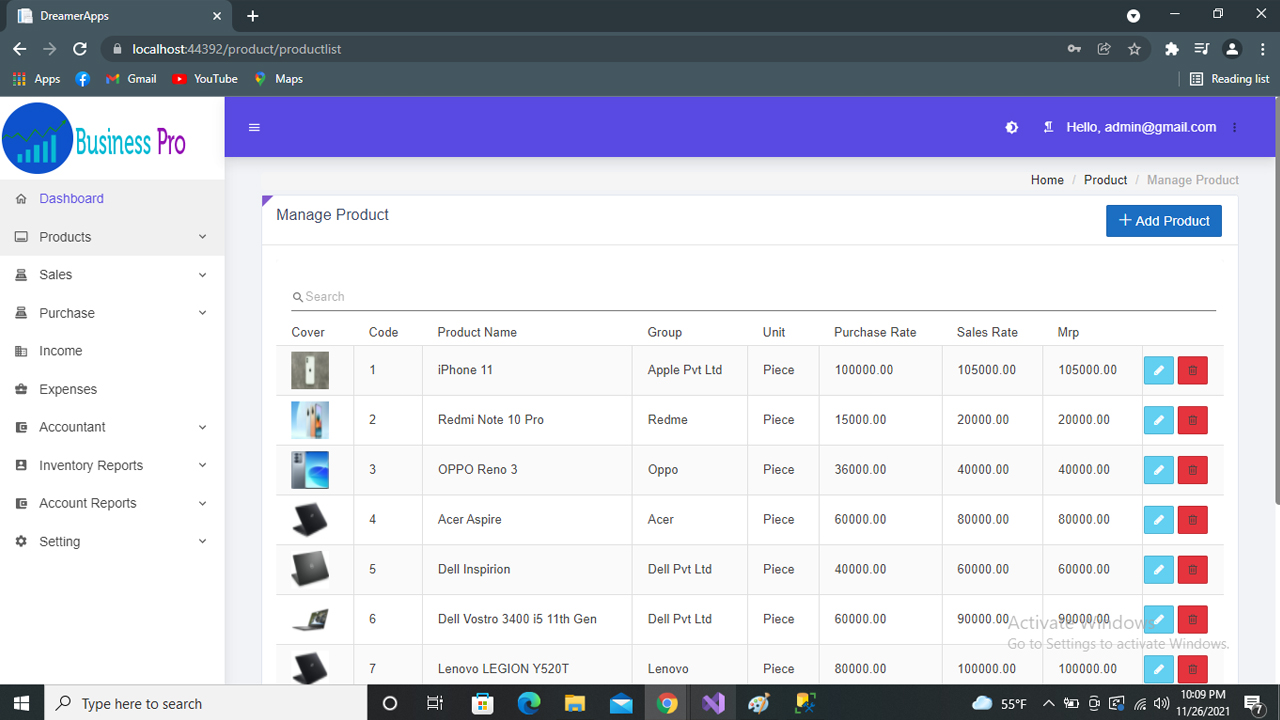 DreamerApps
localhost:44392/product/productlist
Apps Gmail YouTube Maps Reading list
Business Pro
Hello, admin@gmail.com
Dashboard
Products
Sales
Purchase
Income
Expenses
Accountant
Inventory Reports
Account Reports
Setting
Home / Product / Manage Product
Manage Product
+ Add Product
Search
Cover Code Product Name Group Unit Purchase Rate Sales Rate Mrp
1 iPhone 11 Apple Pvt Ltd Piece 100000.00 105000.00 105000.00
2 Redmi Note 10 Pro Redme Piece 15000.00 20000.00 20000.00
3 OPPO Reno 3 Oppo Piece 36000.00 40000.00 40000.00
4 Acer Aspire Acer Piece 60000.00 80000.00 80000.00
5 Dell Inspirion Dell Pvt Ltd Piece 40000.00 60000.00 60000.00
6 Dell Vostro 3400 i5 11th Gen Dell Pvt Ltd Piece 60000.00 90000.00 90000.00
7 Lenovo LEGION Y520T Lenovo Piece 80000.00 100000.00 100000.00
Activate Windows
Go to Settings to activate Windows.
Type here to search
55°F
10:09 PM
11/26/2021
7